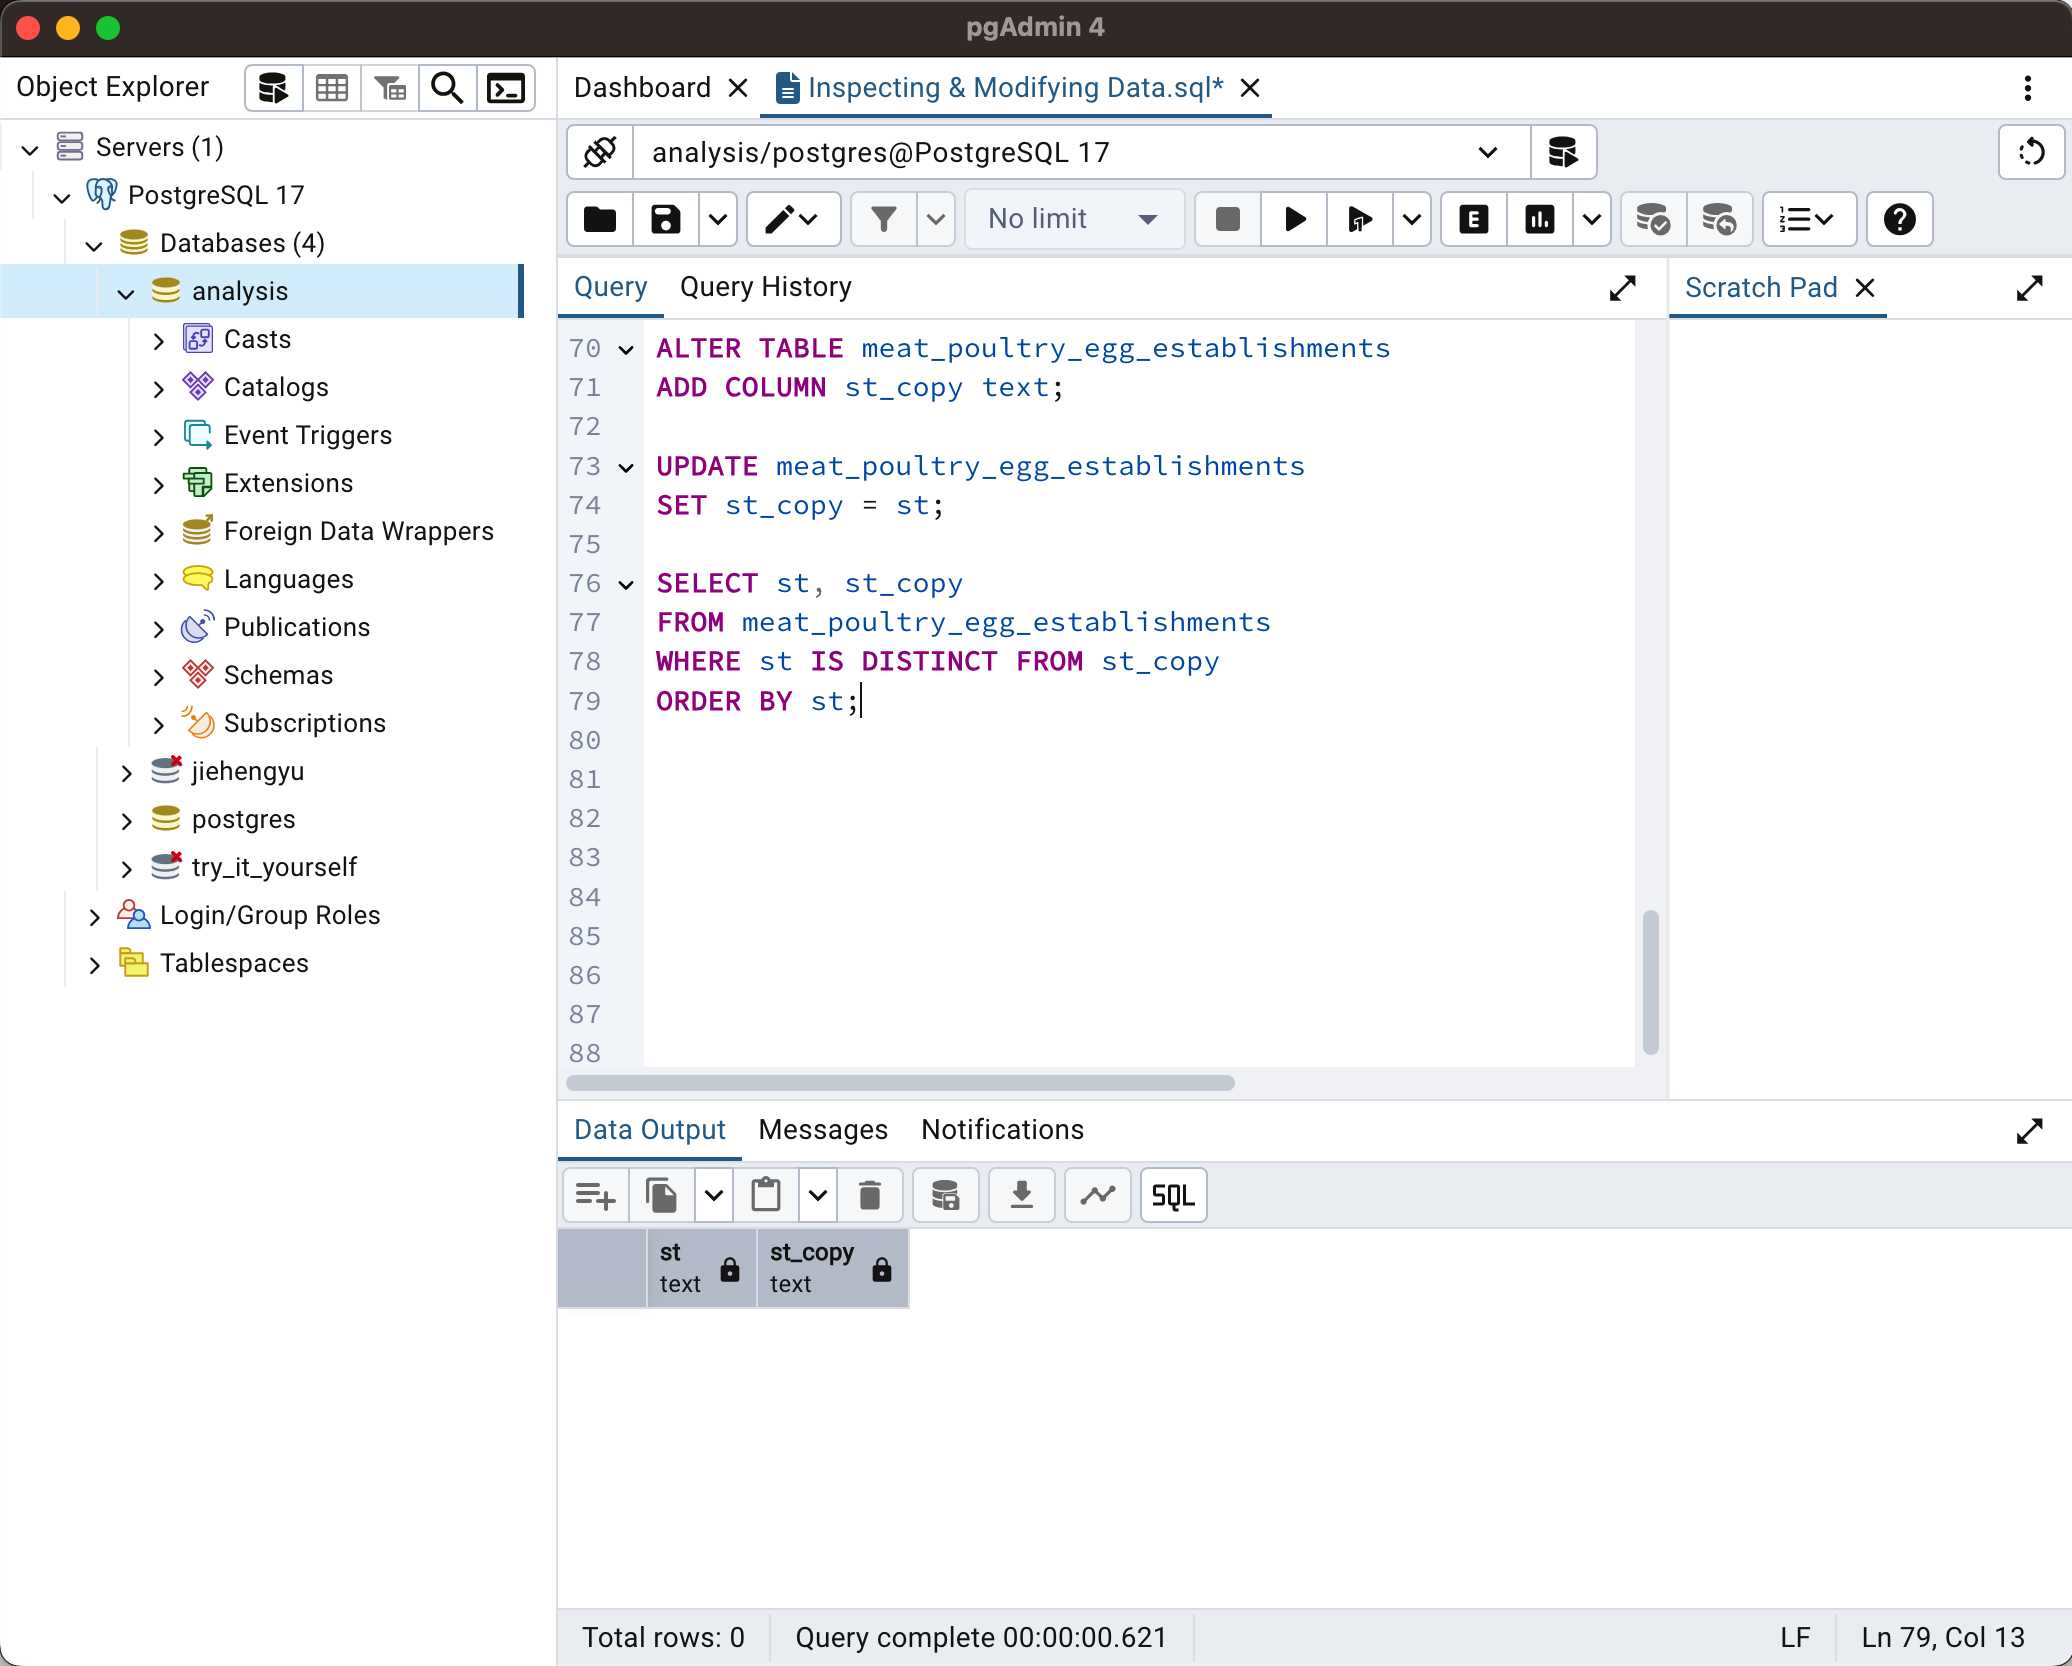 pgAdmin 4
Object Explorer
Dashboard
Inspecting & Modifying Data.sql*
Servers (1)
PostgreSQL 17
Databases (4)
analysis
Casts
Catalogs
Event Triggers
Extensions
Foreign Data Wrappers
Languages
Publications
Schemas
Subscriptions
jiehengyu
postgres
try_it_yourself
Login/Group Roles
Tablespaces
analysis/postgres@PostgreSQL 17
No limit
E
Query
Query History
Scratch Pad
70 ALTER TABLE meat_poultry_egg_establishments
71 ADD COLUMN st_copy text;
72
73 UPDATE meat_poultry_egg_establishments
74 SET st_copy = st;
75
76 SELECT st, st_copy
77 FROM meat_poultry_egg_establishments
78 WHERE st IS DISTINCT FROM st_copy
79 ORDER BY st;
80
81
82
83
84
85
86
87
88
Data Output
Messages
Notifications
SQL
st
text
st_copy
text
Total rows: 0
Query complete 00:00:00.621
LF
Ln 79, Col 13